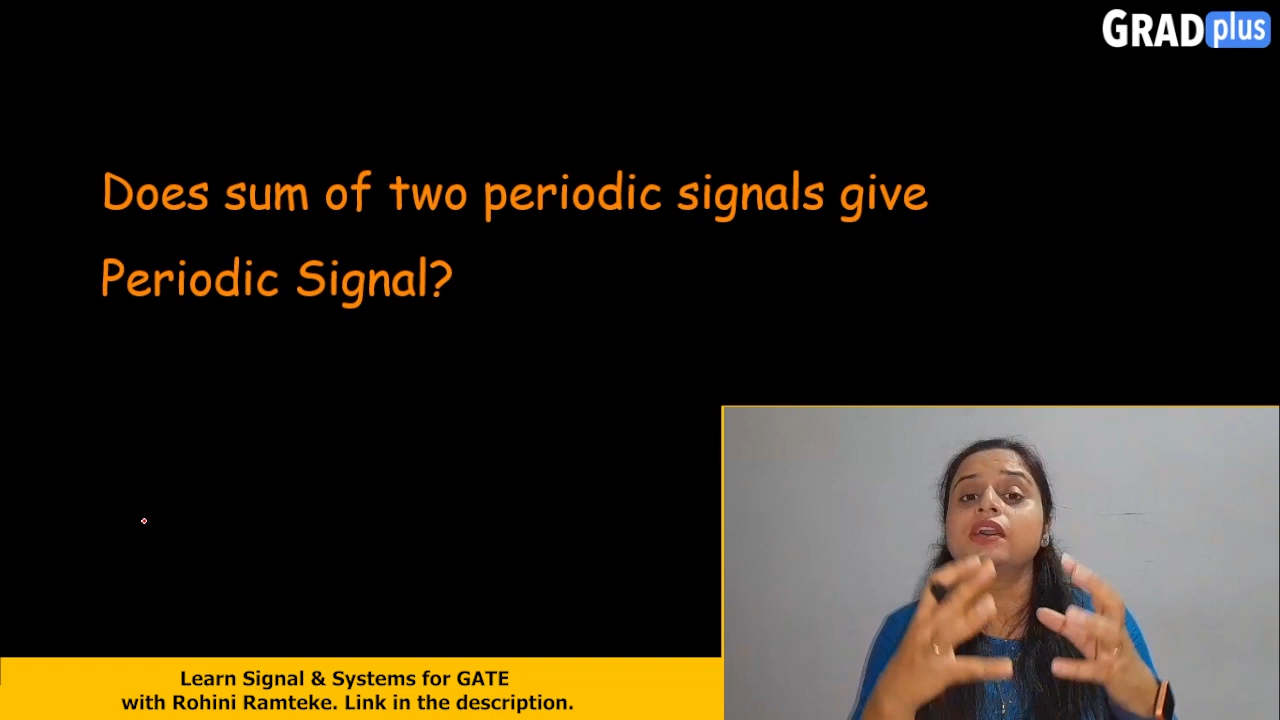 GRADplus
Does sum of two periodic signals give
Periodic Signal?
Learn Signal & Systems for GATE
with Rohini Ramteke. Link in the description.